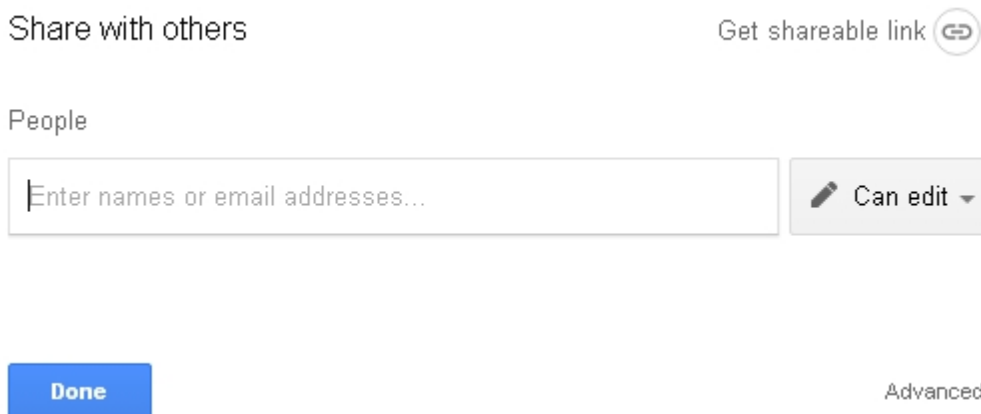 Share with others
Get shareable link
People
Enter names or email addresses...
Can edit
Done
Advanced